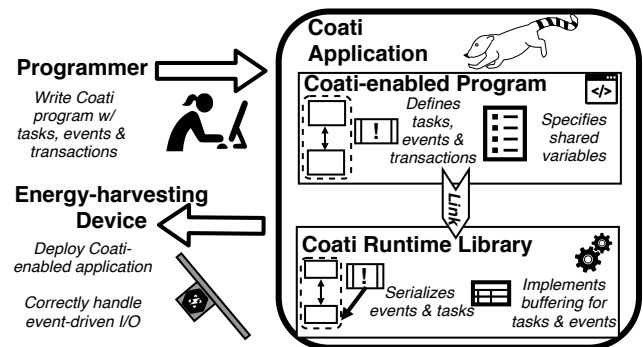 Programmer
Write Coati
program w/
tasks, events &
transactions
Energy-harvesting
Device
Deploy Coati-
enabled application
Correctly handle
event-driven I/O
Coati
Application
Coati-enabled Program
</>
!
Defines
tasks,
events &
transactions
Specifies
shared
variables
Link
Coati Runtime Library
!
Serializes
events & tasks
Implements
buffering for
tasks & events